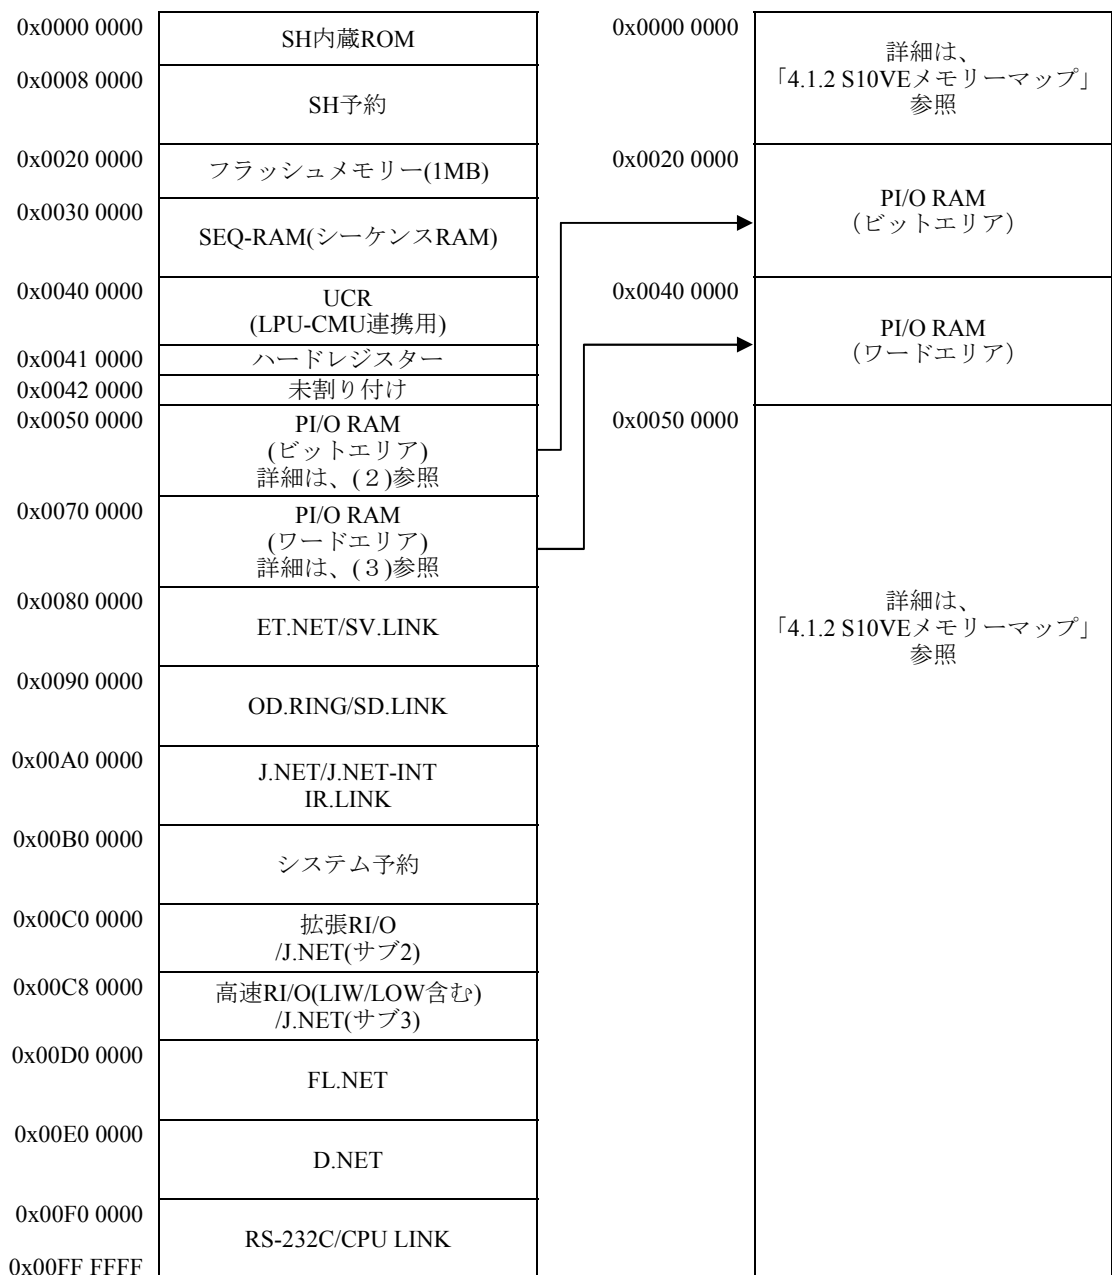 0x0000 0000
SH内蔵ROM
0x0008 0000
SH予約
0x0020 0000
フラッシュメモリー(1MB)
0x0030 0000
SEQ-RAM(シーケンスRAM)
0x0040 0000
UCR
(LPU-CMU連携用)
0x0041 0000
ハードレジスター
0x0042 0000
未割り付け
0x0050 0000
PI/O RAM
(ビットエリア)
詳細は、(２)参照
0x0070 0000
PI/O RAM
(ワードエリア)
詳細は、(３)参照
0x0080 0000
ET.NET/SV.LINK
0x0090 0000
OD.RING/SD.LINK
0x00A0 0000
J.NET/J.NET-INT
IR.LINK
0x00B0 0000
システム予約
0x00C0 0000
拡張RI/O
/J.NET(サブ2)
0x00C8 0000
高速RI/O(LIW/LOW含む)
/J.NET(サブ3)
0x00D0 0000
FL.NET
0x00E0 0000
D.NET
0x00F0 0000
RS-232C/CPU LINK
0x00FF FFFF
0x0000 0000
詳細は、
「4.1.2 S10VEメモリーマップ」
参照
0x0020 0000
PI/O RAM
（ビットエリア）
0x0040 0000
PI/O RAM
（ワードエリア）
0x0050 0000
詳細は、
「4.1.2 S10VEメモリーマップ」
参照